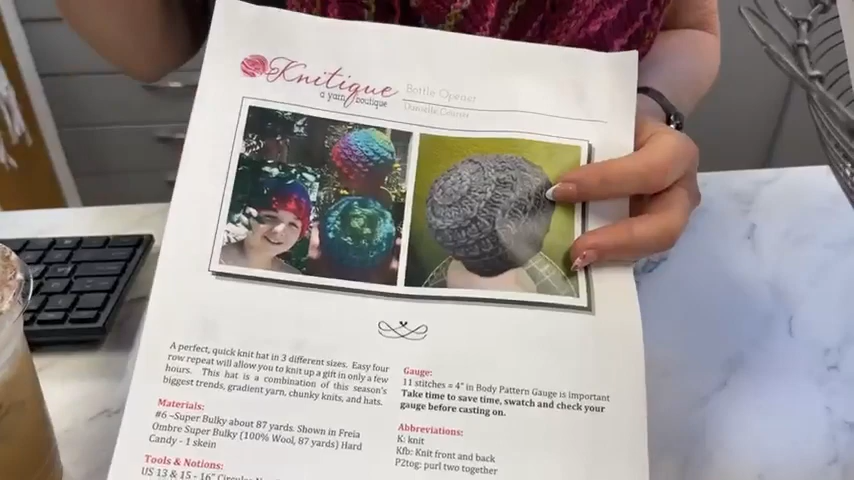 Knitique
a yarn boutique
Bottle Opener
Danielle
A perfect, quick knit hat in 3 different sizes. Easy four
row repeat will allow you to knit up a gift in only a few
hours. This hat is a combination of this season's
biggest trends, gradient yarn, chunky knits, and hats.
Materials:
#6 –Super Bulky about 87 yards. Shown in Freia
Ombre Super Bulky (100% Wool, 87 yards) Hard
Candy - 1 skein
Tools & Notions:
US 13 & 15 - 16"
Gauge:
11 stitches = 4" in Body Pattern Gauge is important
Take time to save time, swatch and check your
gauge before casting on.
Abbreviations:
K: knit
Kfb: Knit front and back
P2tog: purl two together